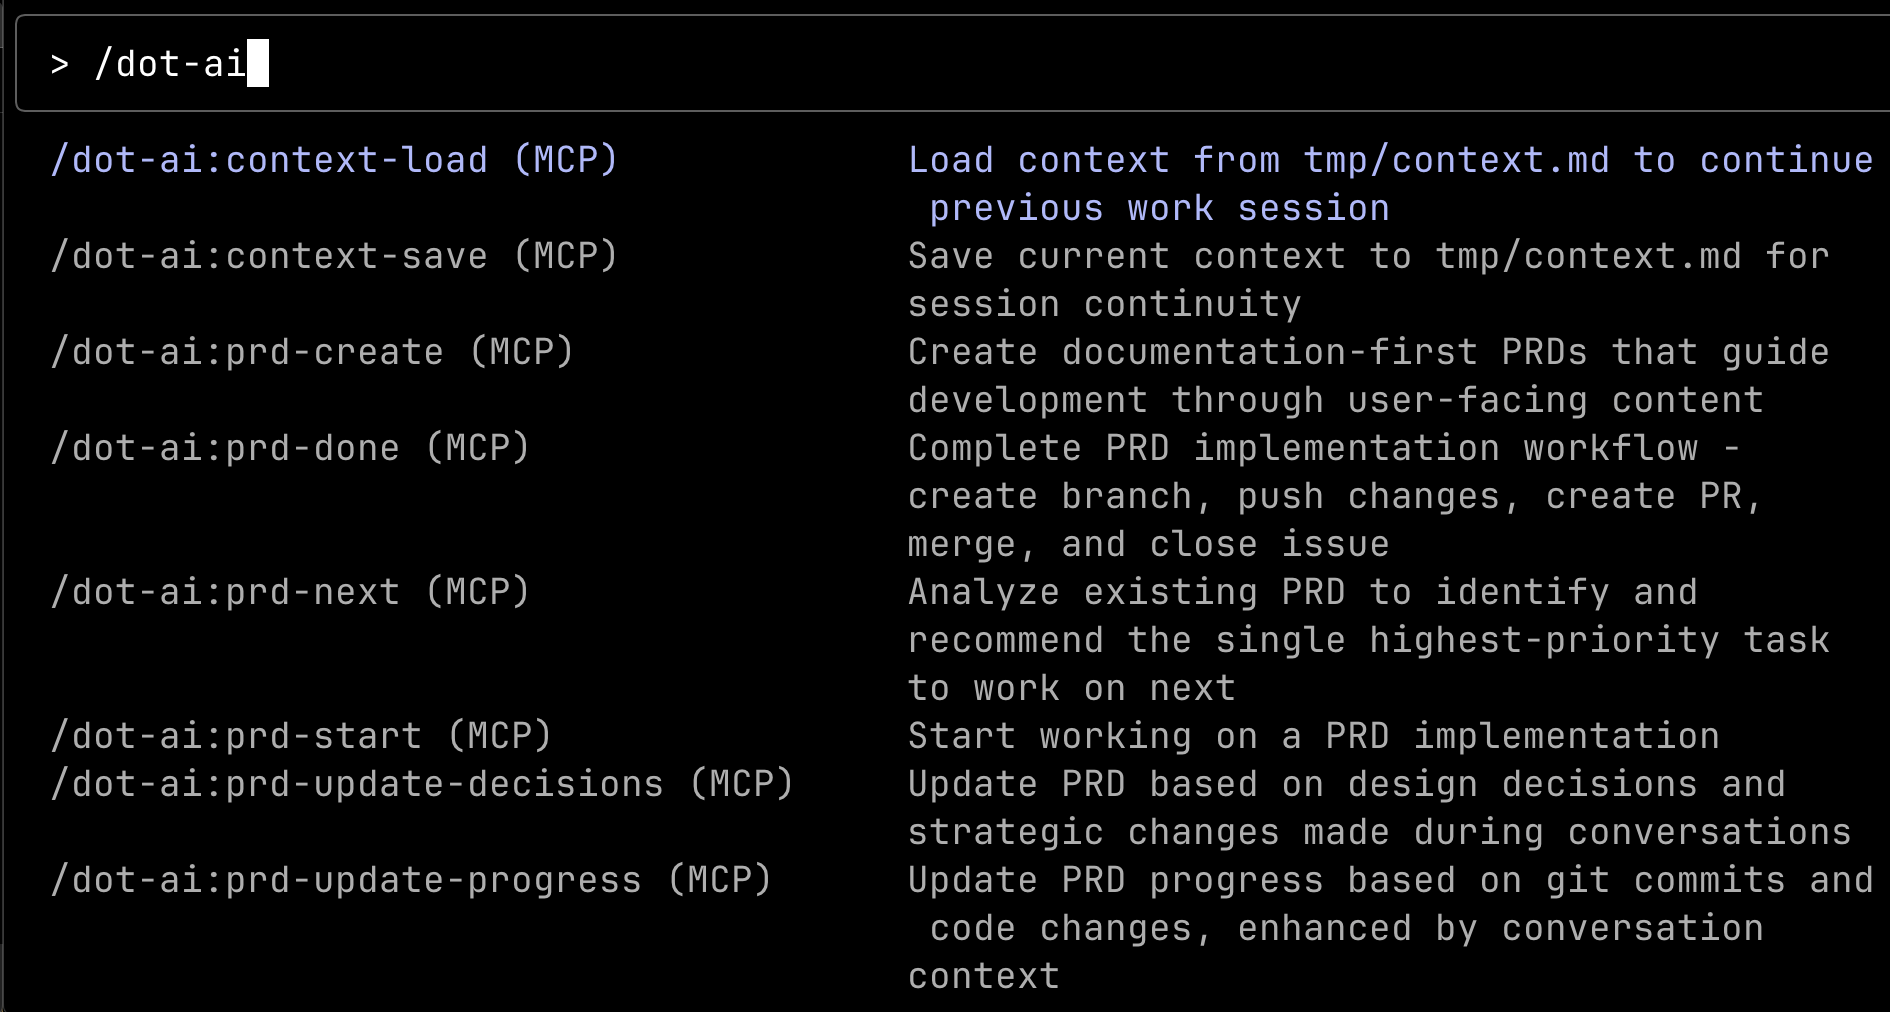 > /dot-ai
/dot-ai:context-load (MCP) Load context from tmp/context.md to continue
previous work session
/dot-ai:context-save (MCP) Save current context to tmp/context.md for
session continuity
/dot-ai:prd-create (MCP) Create documentation-first PRDs that guide
development through user-facing content
/dot-ai:prd-done (MCP) Complete PRD implementation workflow -
create branch, push changes, create PR,
merge, and close issue
/dot-ai:prd-next (MCP) Analyze existing PRD to identify and
recommend the single highest-priority task
to work on next
/dot-ai:prd-start (MCP) Start working on a PRD implementation
/dot-ai:prd-update-decisions (MCP) Update PRD based on design decisions and
strategic changes made during conversations
/dot-ai:prd-update-progress (MCP) Update PRD progress based on git commits and
code changes, enhanced by conversation
context